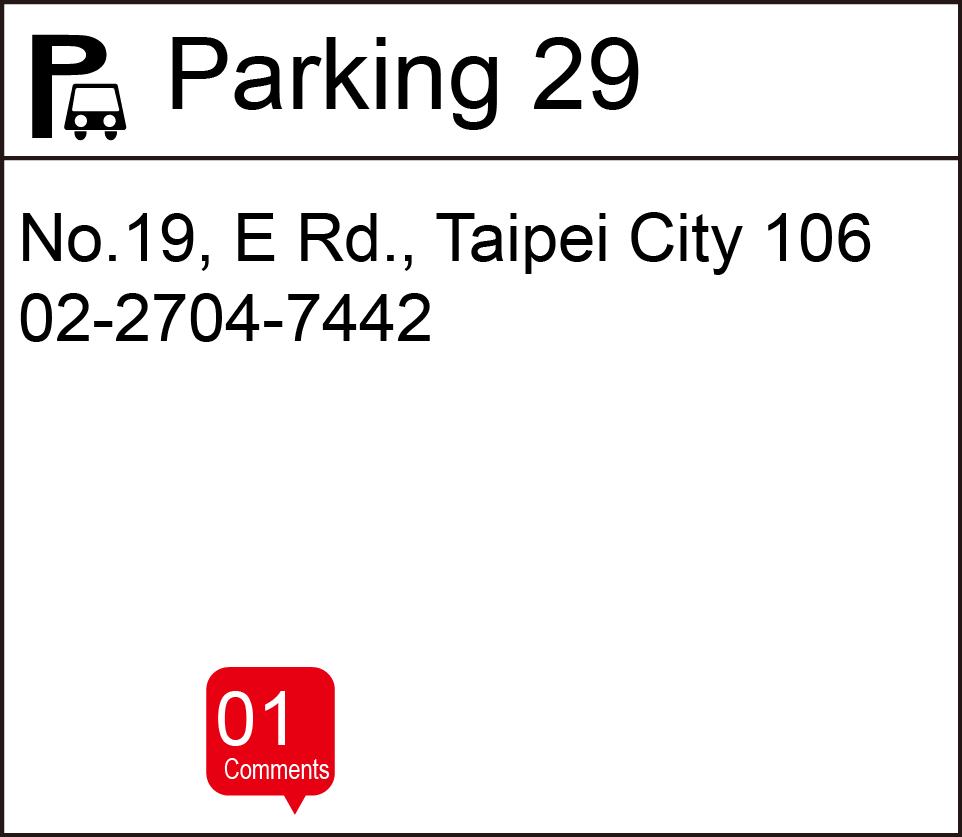 P
Parking 29
No.19, E Rd., Taipei City 106
02-2704-7442
01
Comments